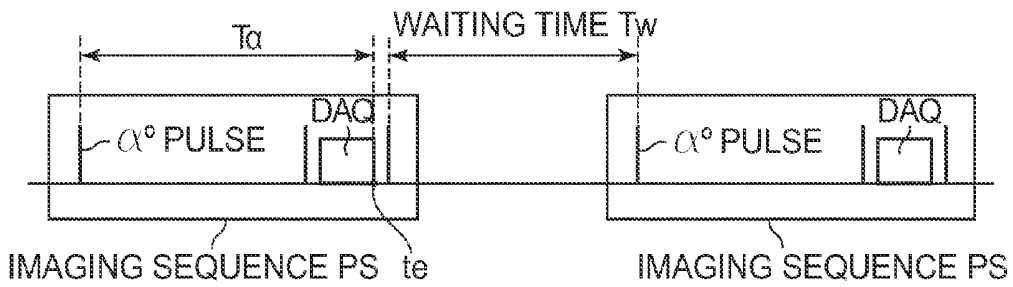 Tα
WAITING TIME Tw
α° PULSE
DAQ
α° PULSE
DAQ
IMAGING SEQUENCE PS
te
IMAGING SEQUENCE PS